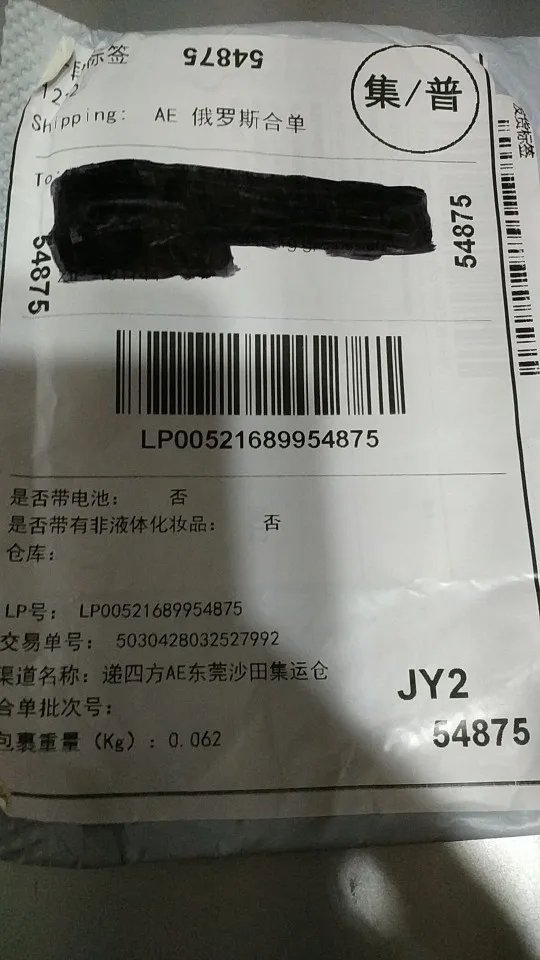 标签
54875
集/普
Shipping: AE 俄罗斯合单
To:
54875
54875
LP00521689954875
是否带电池: 否
是否带有非液体化妆品: 否
仓库:
LP号: LP00521689954875
交易单号: 5030428032527992
渠道名称: 递四方AE东莞沙田集运仓
合单批次号:
包裹重量 (Kg) : 0.062
JY2
54875